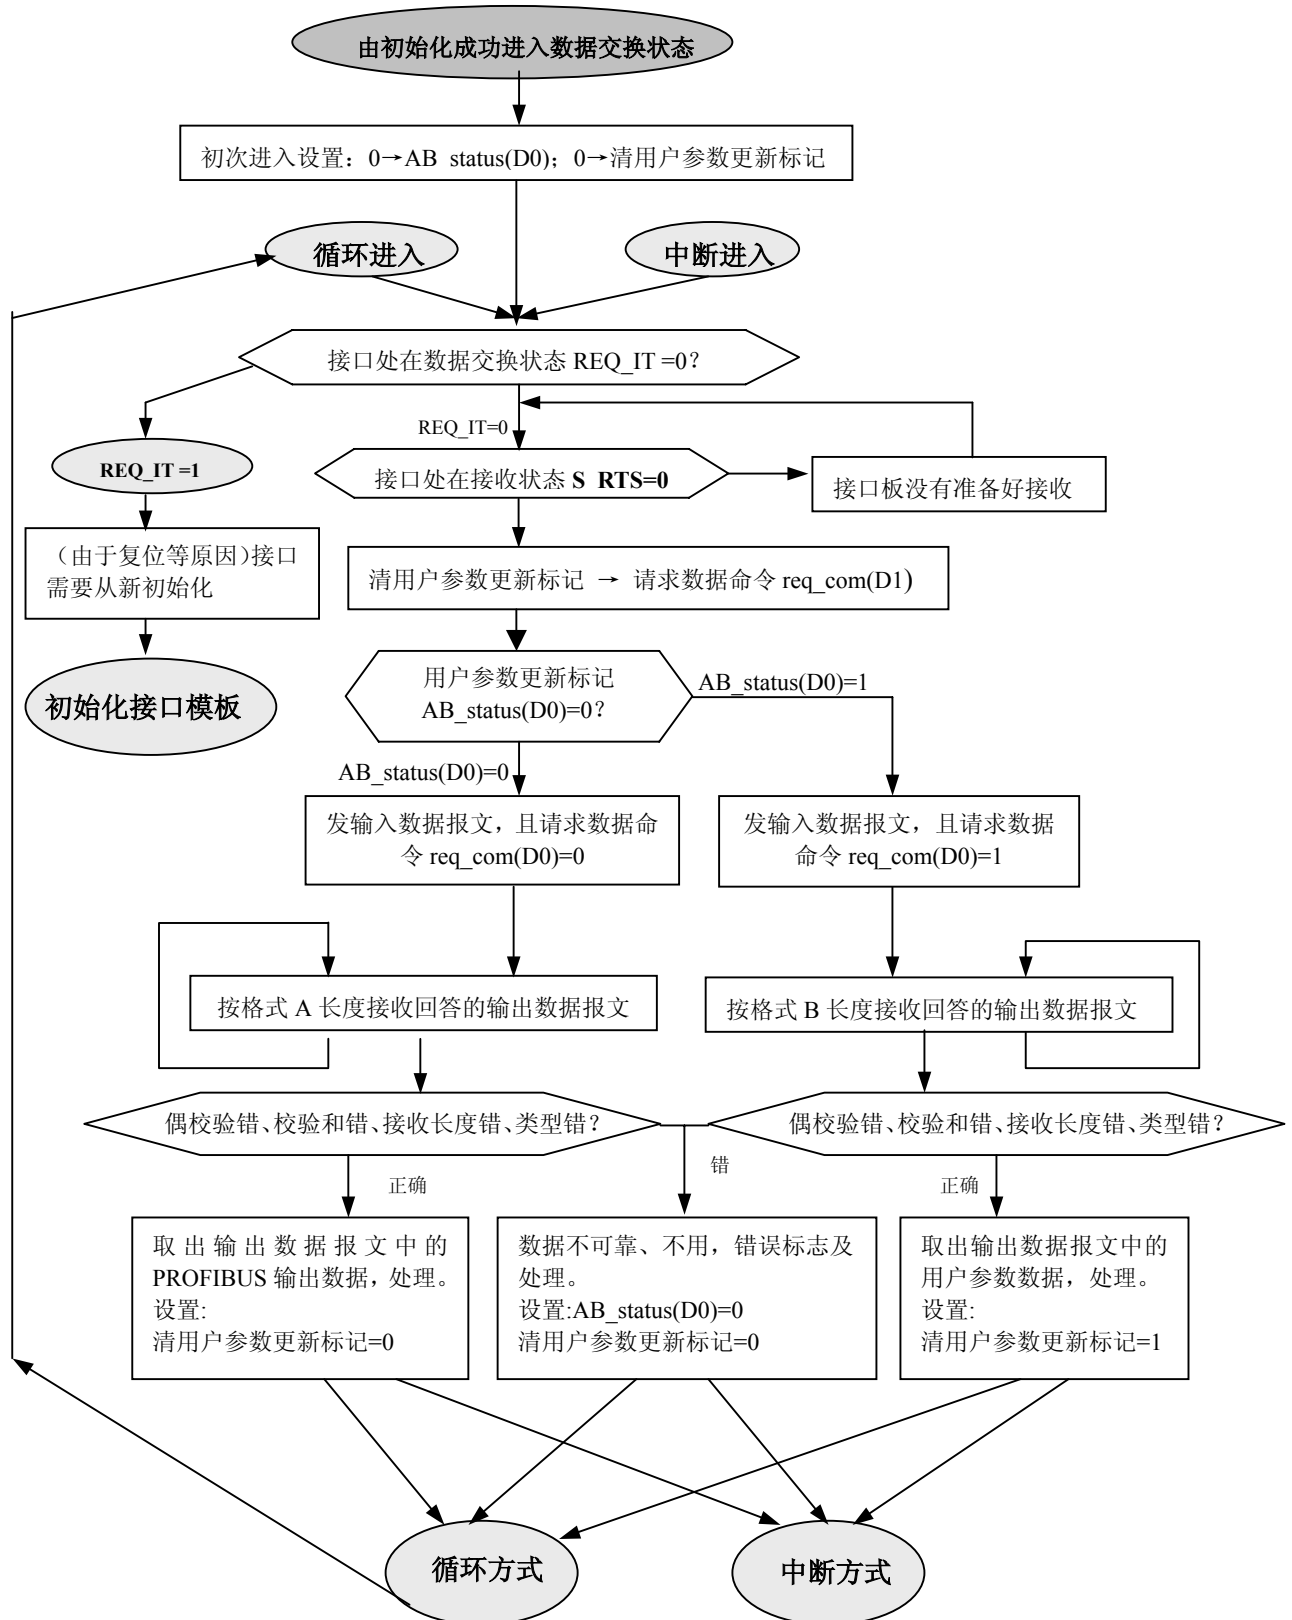 由初始化成功进入数据交换状态
初次进入设置：0→AB status(D0)；0→清用户参数更新标记
循环进入
中断进入
接口处在数据交换状态 REQ_IT =0？
REQ_IT=0
REQ_IT =1
接口处在接收状态 S RTS=0
接口板没有准备好接收
（由于复位等原因）接口
需要从新初始化
清用户参数更新标记 → 请求数据命令 req_com(D1)
初始化接口模板
用户参数更新标记
AB_status(D0)=0？
AB_status(D0)=1
AB_status(D0)=0
发输入数据报文，且请求数据命
令 req_com(D0)=0
发输入数据报文，且请求数据
命令 req_com(D0)=1
按格式 A 长度接收回答的输出数据报文
按格式 B 长度接收回答的输出数据报文
偶校验错、校验和错、接收长度错、类型错？
偶校验错、校验和错、接收长度错、类型错？
正确
错
正确
取出输出数据报文中的
PROFIBUS 输出数据，处理。
设置:
清用户参数更新标记=0
数据不可靠、不用，错误标志及
处理。
设置:AB_status(D0)=0
清用户参数更新标记=0
取出输出数据报文中的
用户参数数据，处理。
设置:
清用户参数更新标记=1
循环方式
中断方式